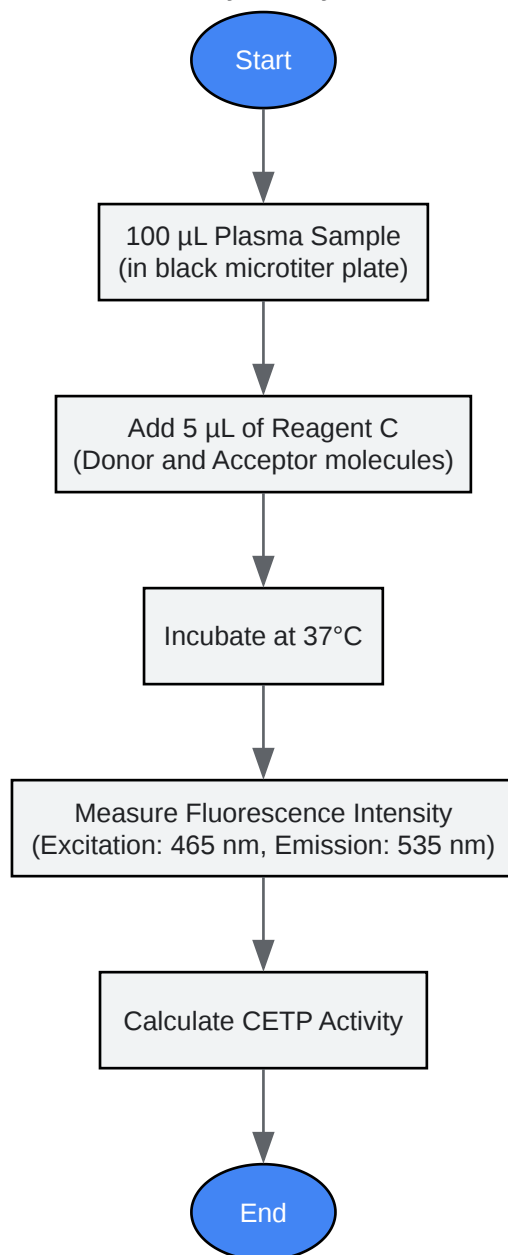 Start
100 µL Plasma Sample
(in black microtiter plate)
Add 5 µL of Reagent C
(Donor and Acceptor molecules)
Incubate at 37°C
Measure Fluorescence Intensity
(Excitation: 465 nm, Emission: 535 nm)
Calculate CETP Activity
End